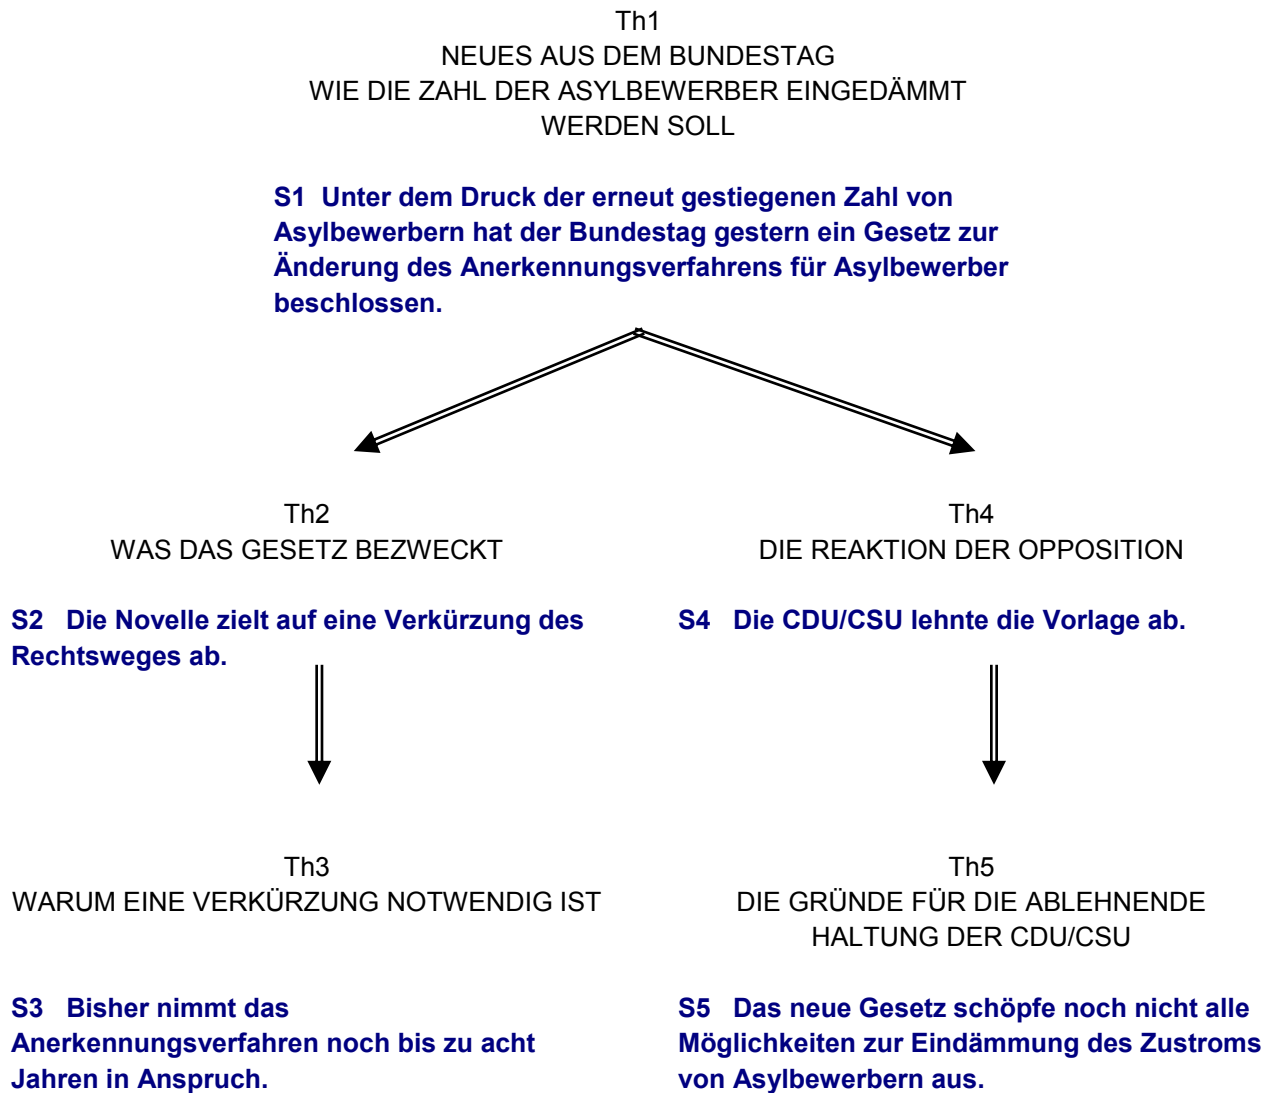 Th1
NEUES AUS DEM BUNDESTAG
WIE DIE ZAHL DER ASYLBEWERBER EINGEDÄMMT
WERDEN SOLL
S1 Unter dem Druck der erneut gestiegenen Zahl von
Asylbewerbern hat der Bundestag gestern ein Gesetz zur
Änderung des Anerkennungsverfahrens für Asylbewerber
beschlossen.
Th2
WAS DAS GESETZ BEZWECKT
S2 Die Novelle zielt auf eine Verkürzung des
Rechtsweges ab.
Th4
DIE REAKTION DER OPPOSITION
S4 Die CDU/CSU lehnte die Vorlage ab.
Th3
WARUM EINE VERKÜRZUNG NOTWENDIG IST
S3 Bisher nimmt das
Anerkennungsverfahren noch bis zu acht
Jahren in Anspruch.
Th5
DIE GRÜNDE FÜR DIE ABLEHNENDE
HALTUNG DER CDU/CSU
S5 Das neue Gesetz schöpfe noch nicht alle
Möglichkeiten zur Eindämmung des Zustroms
von Asylbewerbern aus.